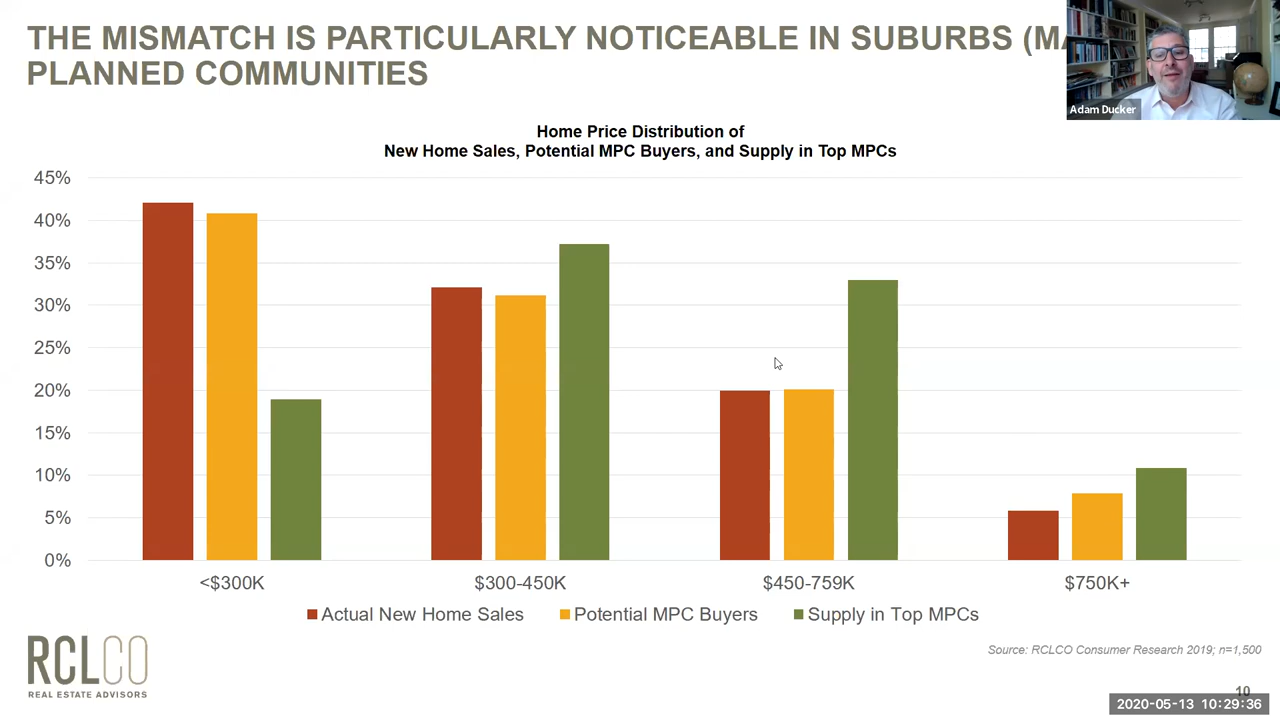 THE MISMATCH IS PARTICULARLY NOTICEABLE IN SUBURBS
PLANNED COMMUNITIES
Adam Ducker
Home Price Distribution of
New Home Sales, Potential MPC Buyers, and Supply in Top MPCs
45%
40%
35%
30%
25%
20%
15%
10%
5%
0%
<$300K
$300-450K
$450-759K
$750K+
Actual New Home Sales
Potential MPC Buyers
Supply in Top MPCs
RCLCO
REAL ESTATE ADVISORS
Source: RCLCO Consumer Research 2019; n=1,500
10
2020-05-13 10:29:36